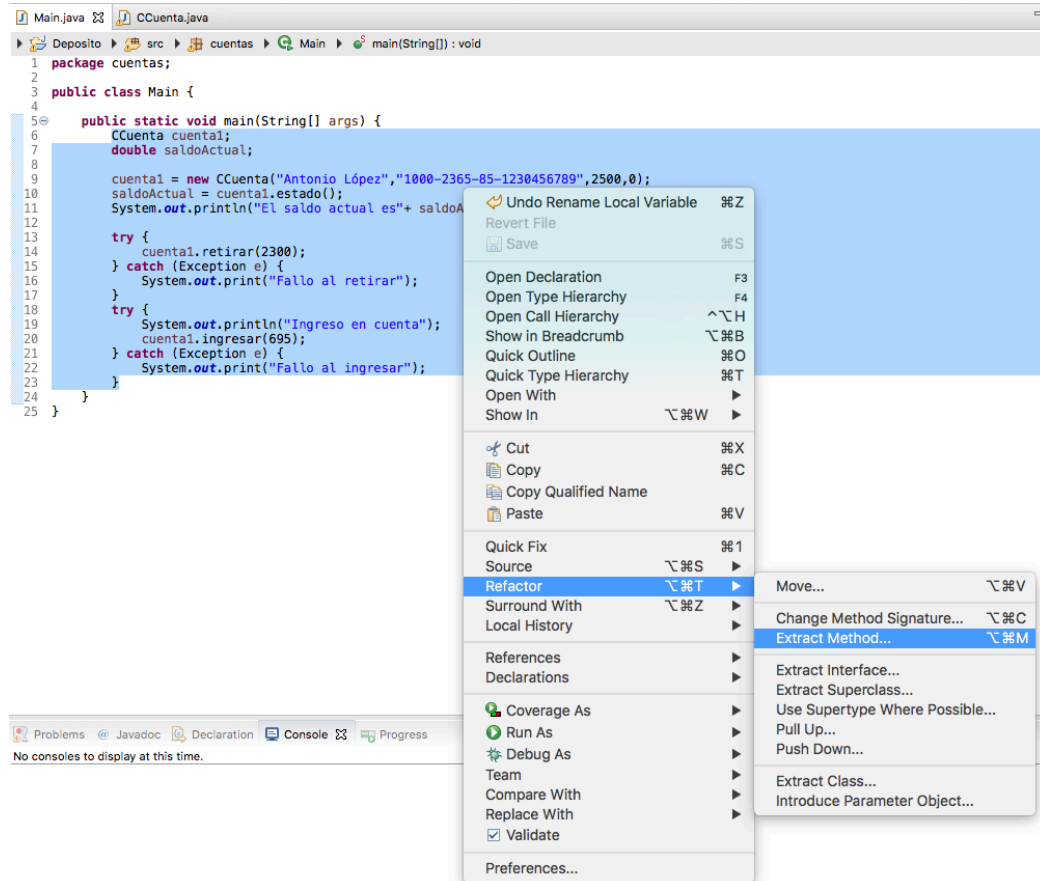 Main.java CCuenta.java
Deposito src cuentas Main main(String[]) : void
1 package cuentas;
2
3 public class Main {
4
5 public static void main(String[] args) {
6 CCuenta cuenta1;
7 double saldoActual;
8
9 cuenta1 = new CCuenta("Antonio López","1000-2365-85-1230456789",2500,0);
10 saldoActual = cuenta1.estado();
11 System.out.println("El saldo actual es"+ saldoA
12
13 try {
14 cuenta1.retirar(2300);
15 } catch (Exception e) {
16 System.out.print("Fallo al retirar");
17 }
18 try {
19 System.out.println("Ingreso en cuenta");
20 cuenta1.ingresar(695);
21 } catch (Exception e) {
22 System.out.print("Fallo al ingresar");
23 }
24 }
25 }
Undo Rename Local Variable ⌘Z
Revert File
Save ⌘S
Open Declaration F3
Open Type Hierarchy F4
Open Call Hierarchy ^⌥H
Show in Breadcrumb ⌥⌘B
Quick Outline ⌘O
Quick Type Hierarchy ⌘T
Open With
Show In ⌥⌘W
Cut ⌘X
Copy ⌘C
Copy Qualified Name
Paste ⌘V
Quick Fix ⌘1
Source ⌥⌘S
Refactor ⌥⌘T
Surround With ⌥⌘Z
Local History
References
Declarations
Coverage As
Run As
Debug As
Team
Compare With
Replace With
Validate
Preferences...
Move... ⌥⌘V
Change Method Signature... ⌥⌘C
Extract Method... ⌥⌘M
Extract Interface...
Extract Superclass...
Use Supertype Where Possible...
Pull Up...
Push Down...
Extract Class...
Introduce Parameter Object...
Problems @ Javadoc Declaration Console Progress
No consoles to display at this time.